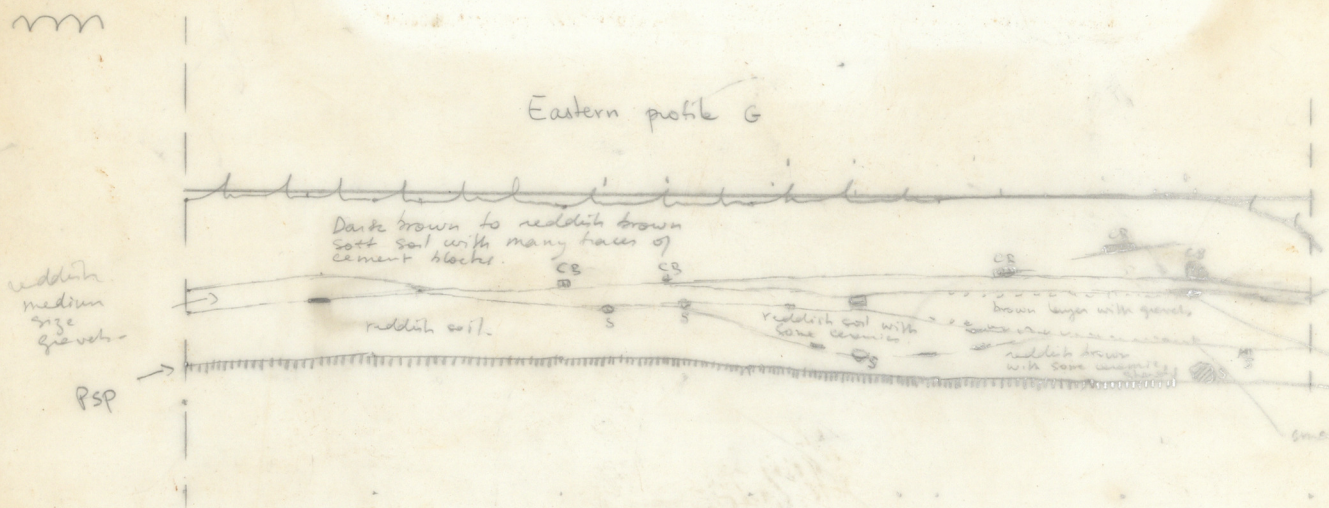 Eastern profile G
Dark brown to reddish brown
soft soil with many traces of
cement blocks.
CB
CB
CB
CB
CB
reddish
medium
size
gravels.
reddish soil.
S
S
reddish soil with
some ceramics
brown layer with gravels
S
reddish brown
with some
S
PSP